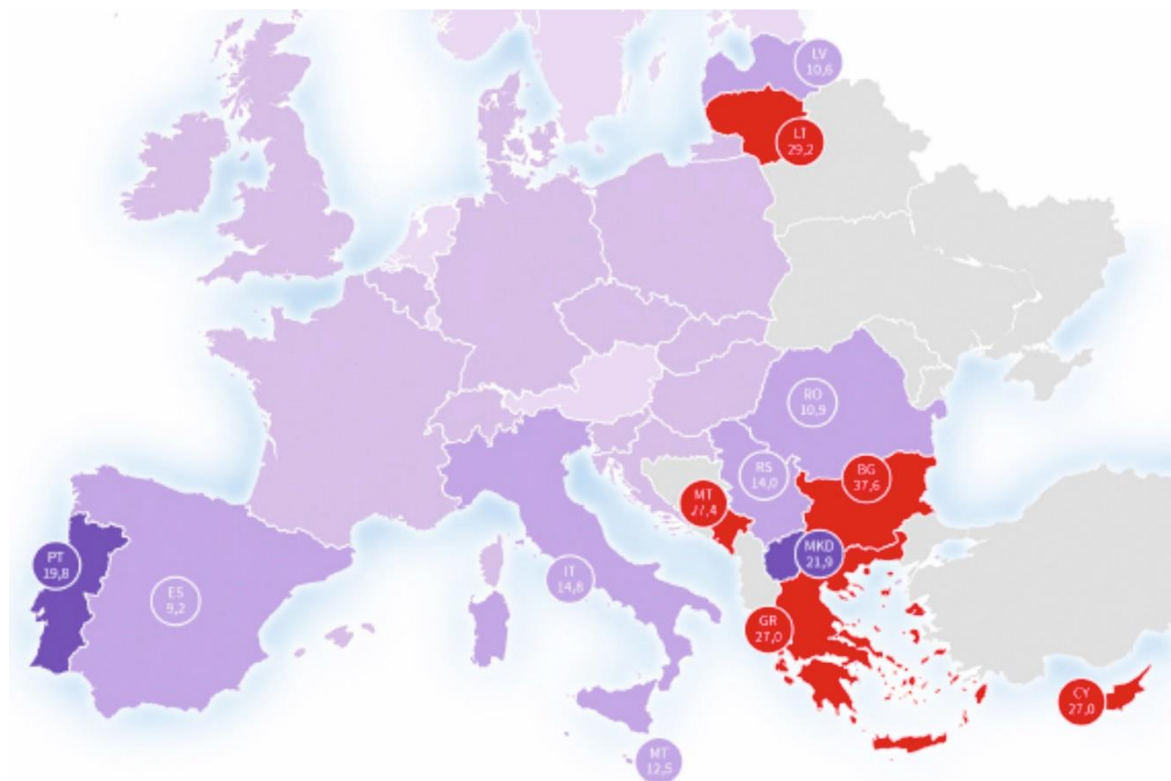 LV
10,6
LT
29,2
RO
10,9
BG
37,6
RS
14,0
MT
27,4
MKD
21,9
PT
19,8
IT
14,8
ES
9,2
GR
27,0
CY
27,0
MT
12,5